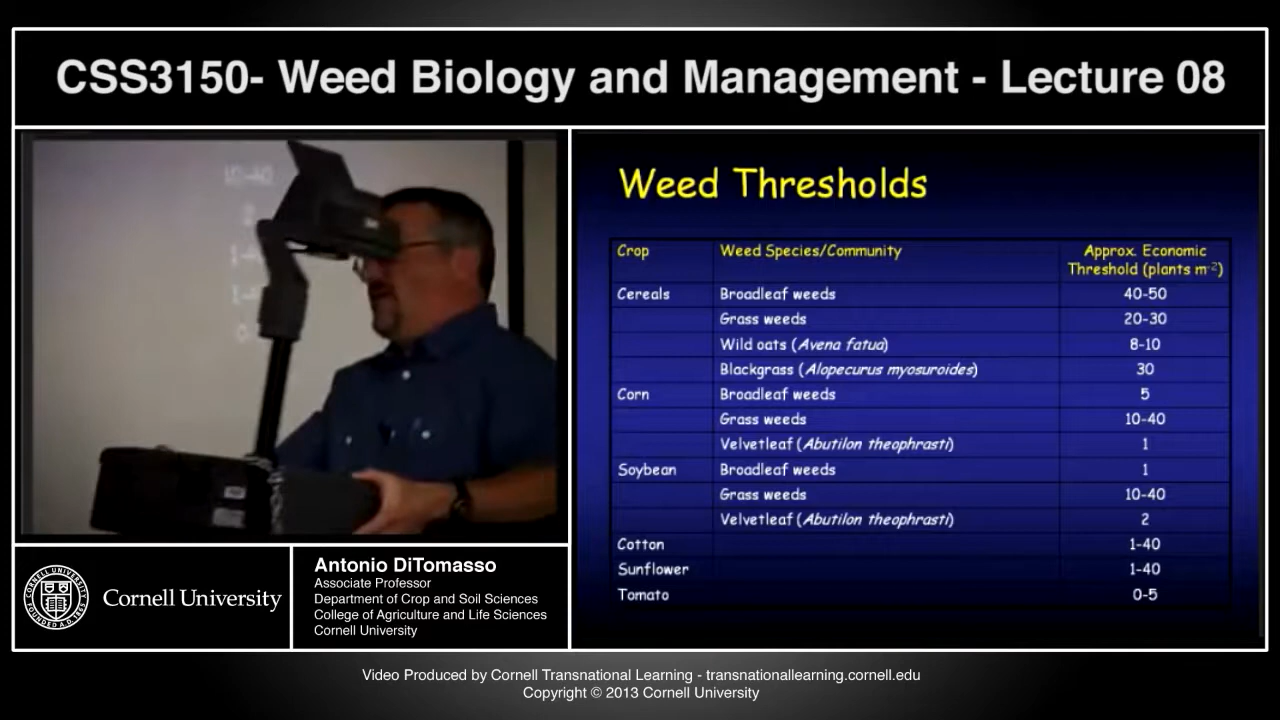 CSS3150- Weed Biology and Management - Lecture 08
10-40
Weed Thresholds
Crop Weed Species/Community Approx. Economic
Threshold (plants m-2)
Cereals Broadleaf weeds 40-50
Grass weeds 20-30
Wild oats (Avena fatua) 8-10
Blackgrass (Alopecurus myosuroides) 30
Corn Broadleaf weeds 5
Grass weeds 10-40
Velvetleaf (Abutilon theophrasti) 1
Soybean Broadleaf weeds 1
Grass weeds 10-40
Velvetleaf (Abutilon theophrasti) 2
Cotton 1-40
Sunflower 1-40
Tomato 0-5
Cornell University
Antonio DiTomasso
Associate Professor
Department of Crop and Soil Sciences
College of Agriculture and Life Sciences
Cornell University
Video Produced by Cornell Transnational Learning - transnationallearning.cornell.edu
Copyright © 2013 Cornell University